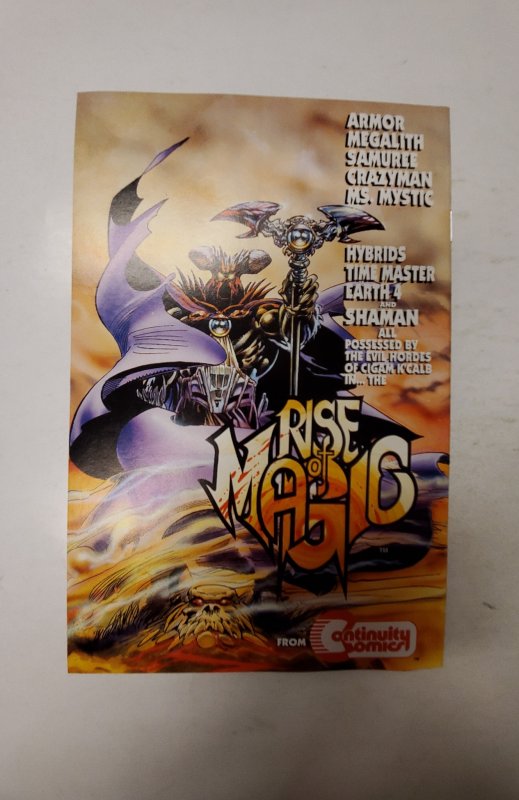 ARMOR
MEGALITH
SAMUREE
CRAZYMAN
MS. MYSTIC
HYBRIDS
TIME MASTER
EARTH 4
AND
SHAMAN
ALL
POSSESSED BY
THE EVIL HORDES
OF CIGAM K'CALB
IN... THE
RISE
of
MAGIC
TM
FROM Continuity
Comics!